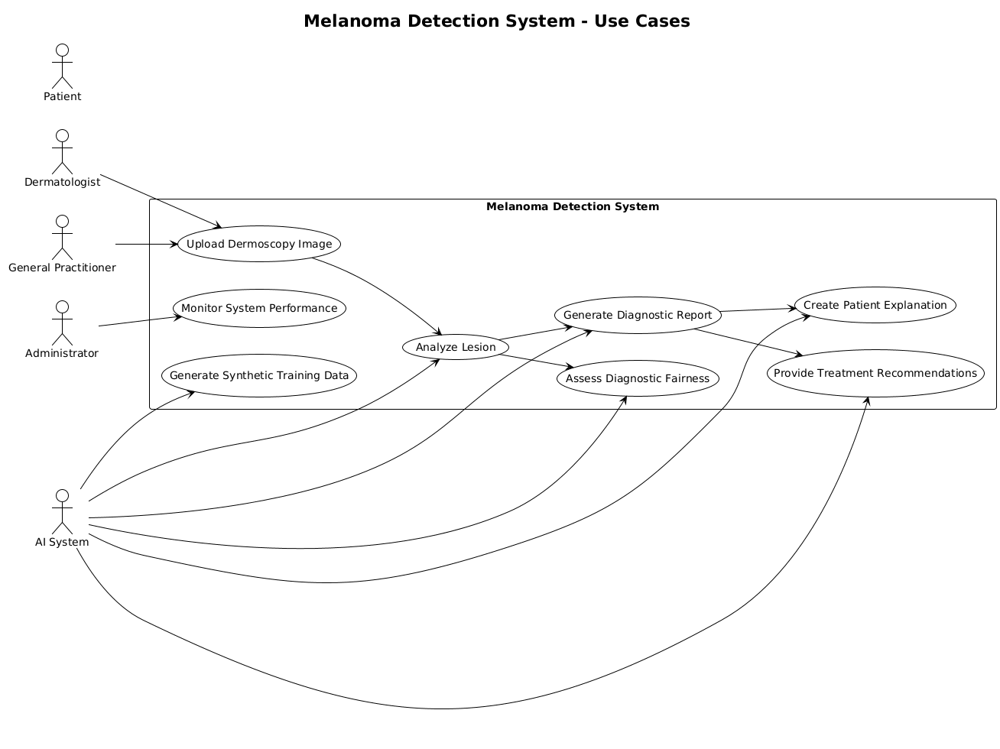 Melanoma Detection System - Use Cases
Patient
Dermatologist
General Practitioner
Administrator
AI System
Melanoma Detection System
Upload Dermoscopy Image
Monitor System Performance
Generate Synthetic Training Data
Analyze Lesion
Generate Diagnostic Report
Assess Diagnostic Fairness
Create Patient Explanation
Provide Treatment Recommendations